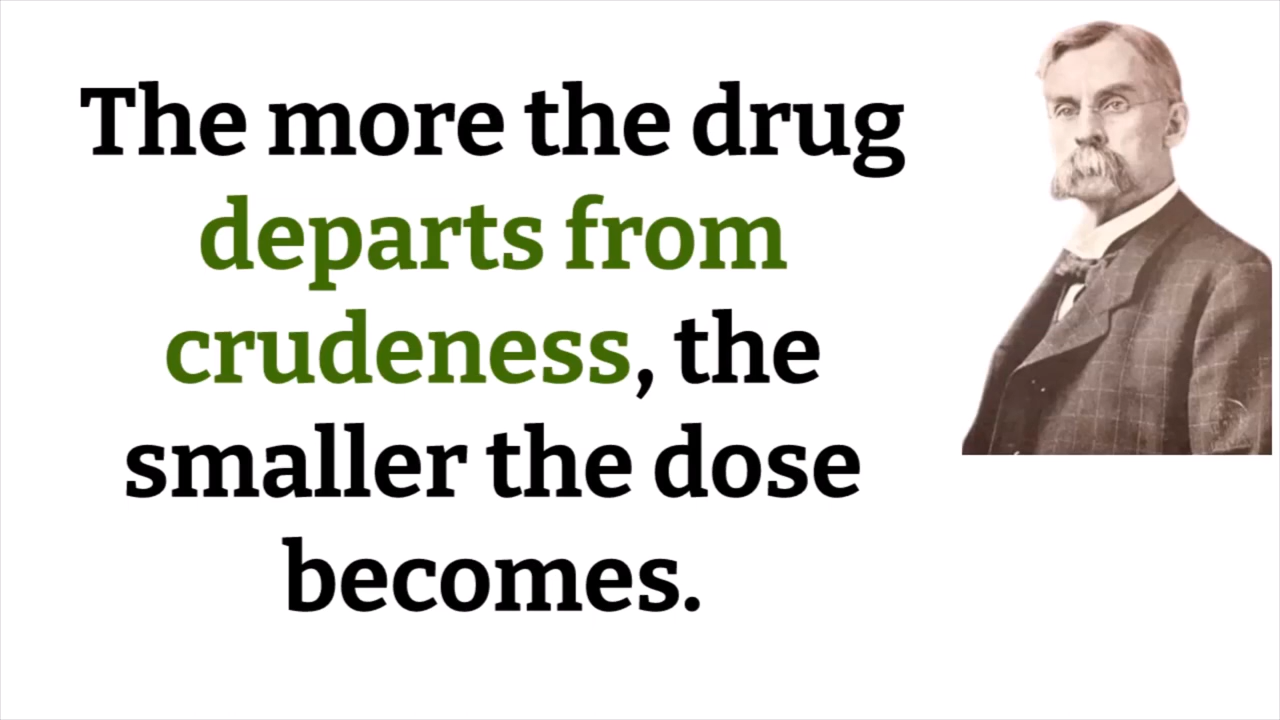 The more the drug
departs from
crudeness, the
smaller the dose
becomes.